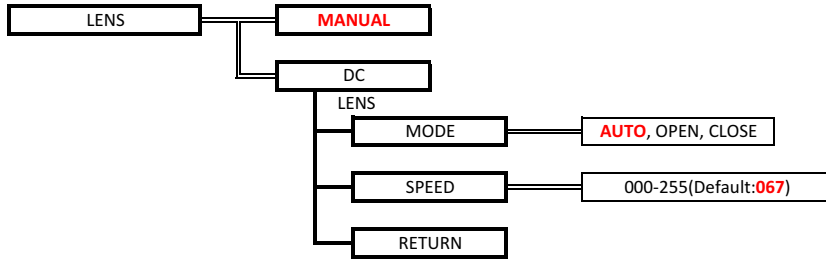 LENS MANUAL
DC
LENS
MODE AUTO, OPEN, CLOSE
SPEED 000-255(Default:067)
RETURN